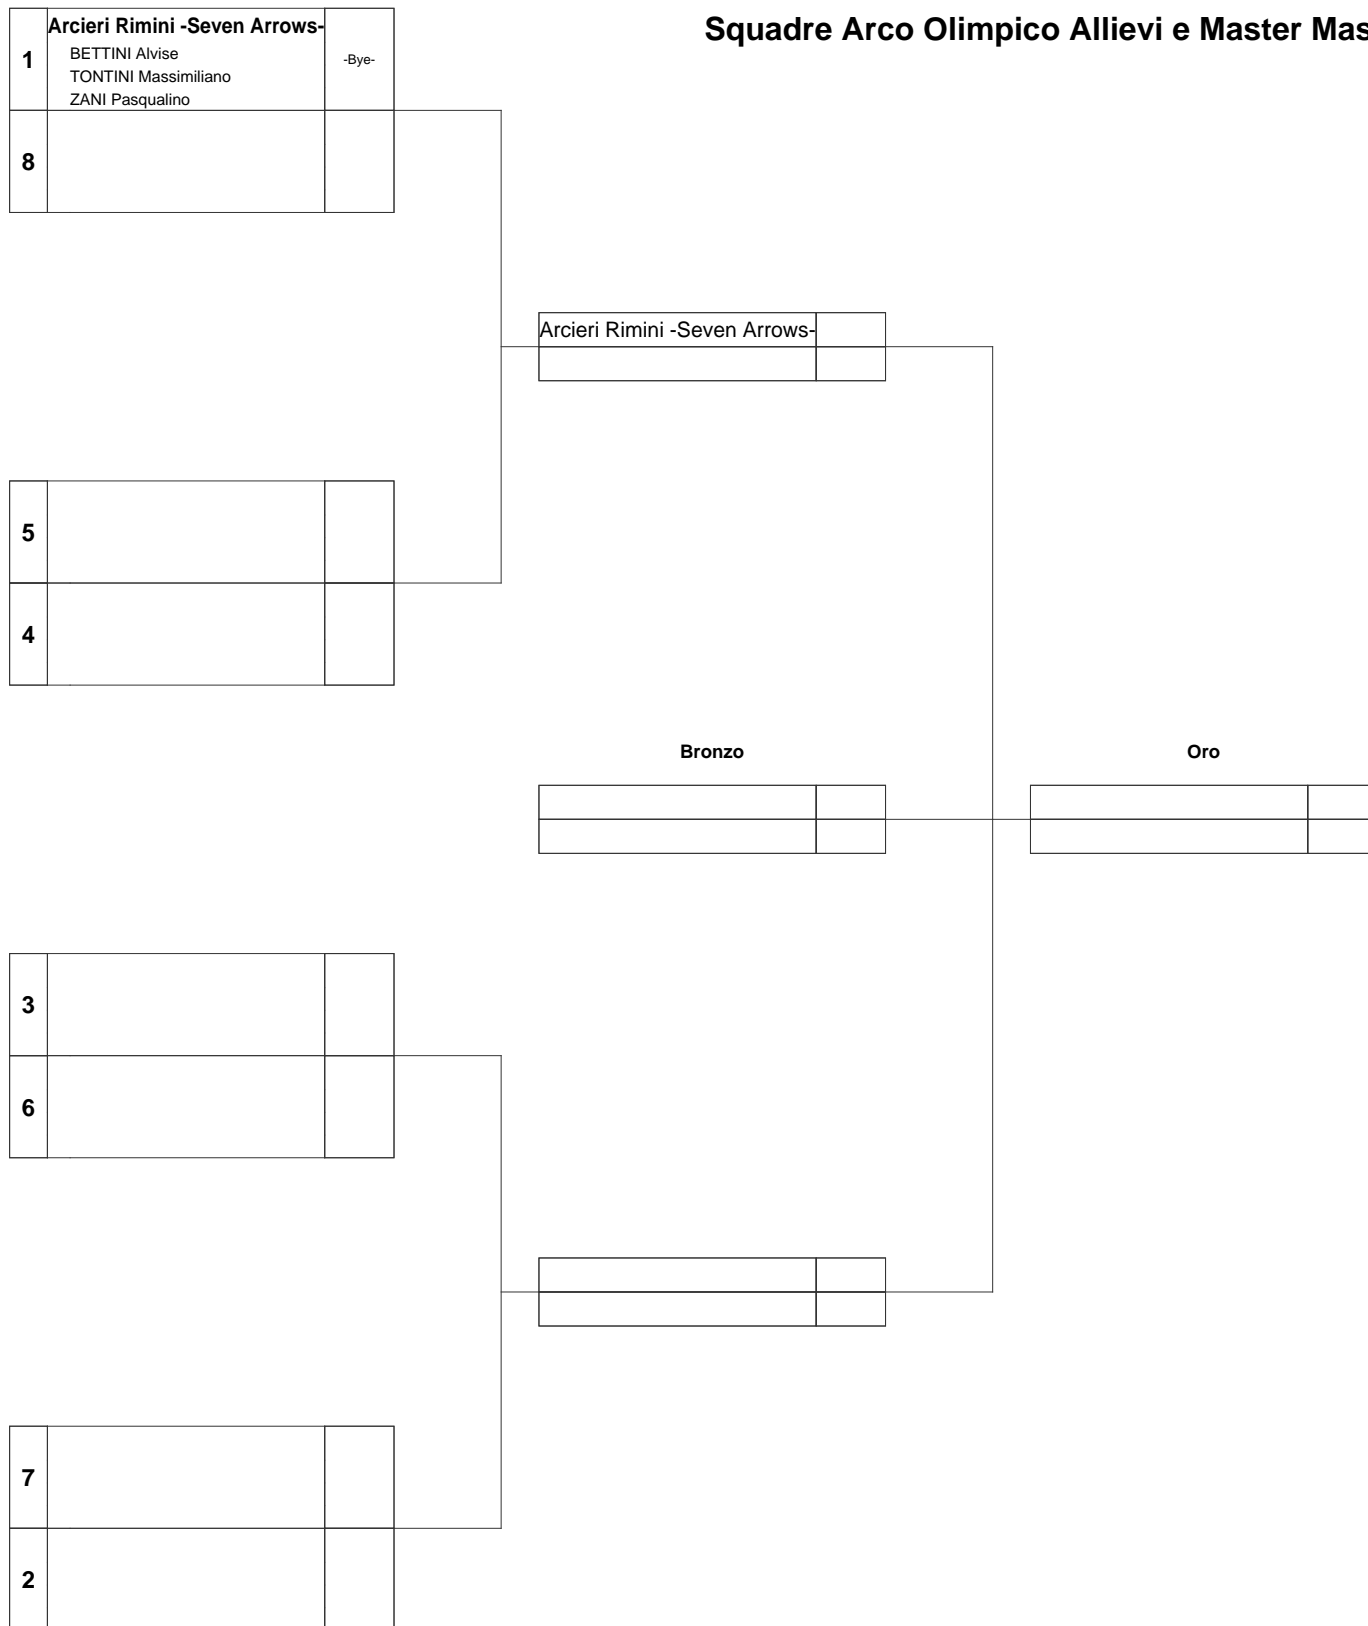 Squadre Arco Olimpico Allievi e Master
1
Arcieri Rimini -Seven Arrows-
BETTINI Alvise
TONTINI Massimiliano
ZANI Pasqualino
-Bye-
8
Arcieri Rimini -Seven Arrows-
5
4
Bronzo
Oro
3
6
7
2